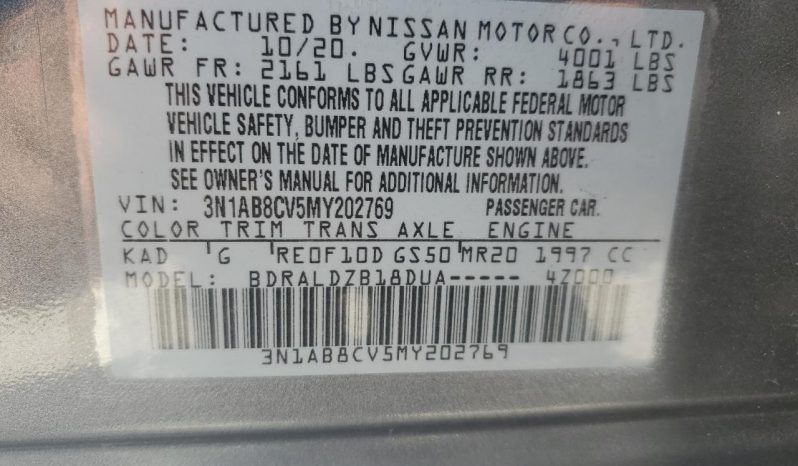 MANUFACTURED BY NISSAN MOTOR CO., LTD.
DATE: 10/20. GVWR: 4001 LBS
GAWR FR: 2161 LBS GAWR RR: 1863 LBS
THIS VEHICLE CONFORMS TO ALL APPLICABLE FEDERAL MOTOR
VEHICLE SAFETY, BUMPER AND THEFT PREVENTION STANDARDS
IN EFFECT ON THE DATE OF MANUFACTURE SHOWN ABOVE.
SEE OWNER'S MANUAL FOR ADDITIONAL INFORMATION.
VIN: 3N1AB8CV5MY202769 PASSENGER CAR.
COLOR TRIM TRANS AXLE ENGINE
KAD G RE0F10D GS50 MR20 1997 CC
MODEL: BDRALDZB18DUA----- 4Z000
3N1AB8CV5MY202769